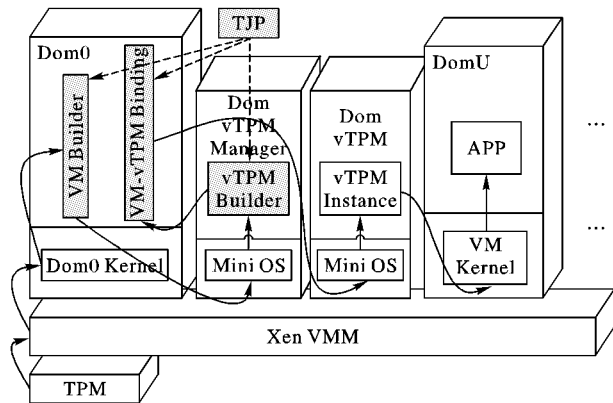 TJP
Dom0
DomU
VM Builder
VM-vTPM Binding
Dom
vTPM
Manager
Dom
vTPM
vTPM
Builder
vTPM
Instance
APP
...
...
Dom0 Kernel
Mini OS
Mini OS
VM
Kernel
Xen VMM
TPM